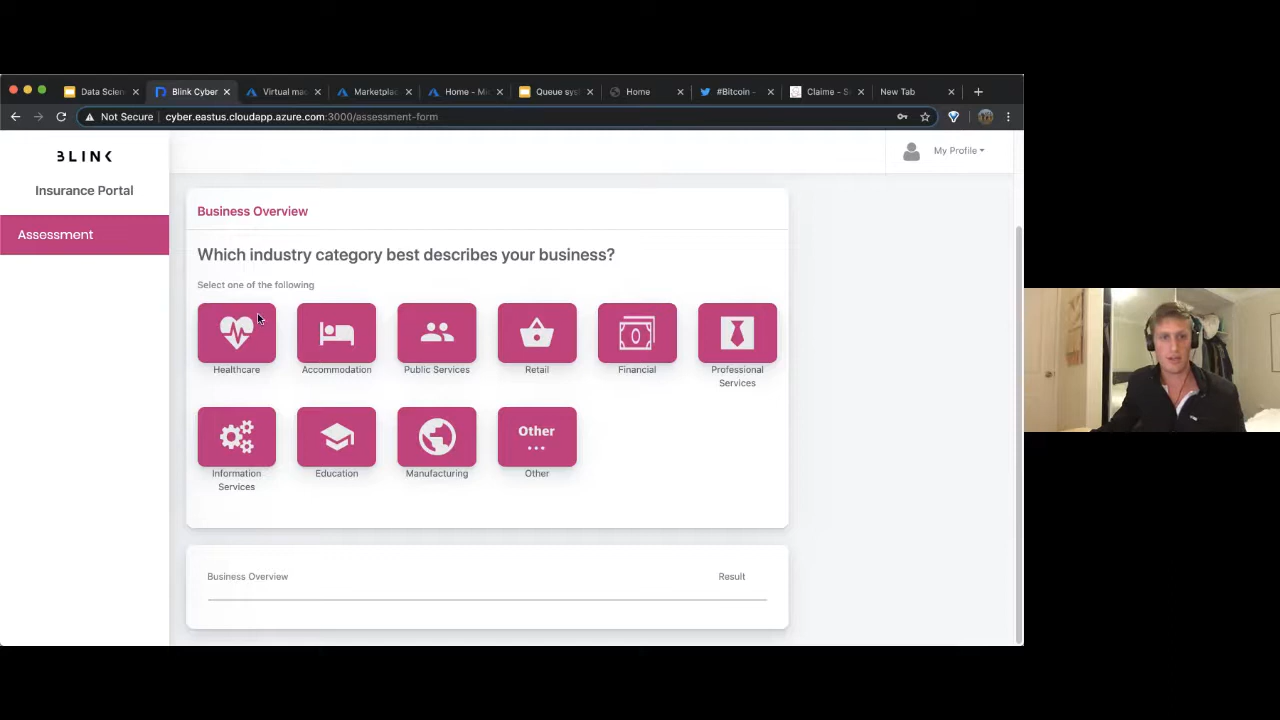 Data Scien
Blink Cyber
Virtual mac
Marketplac
Home - Mi
Queue sys
Home
#Bitcoin -
Claime - S
New Tab
Not Secure
cyber.eastus.cloudapp.azure.com:3000/assessment-form
BLINK
Insurance Portal
Assessment
My Profile
Business Overview
Which industry category best describes your business?
Select one of the following
Healthcare
Accommodation
Public Services
Retail
Financial
Professional
Services
Information
Services
Education
Manufacturing
Other
Other
Business Overview
Result